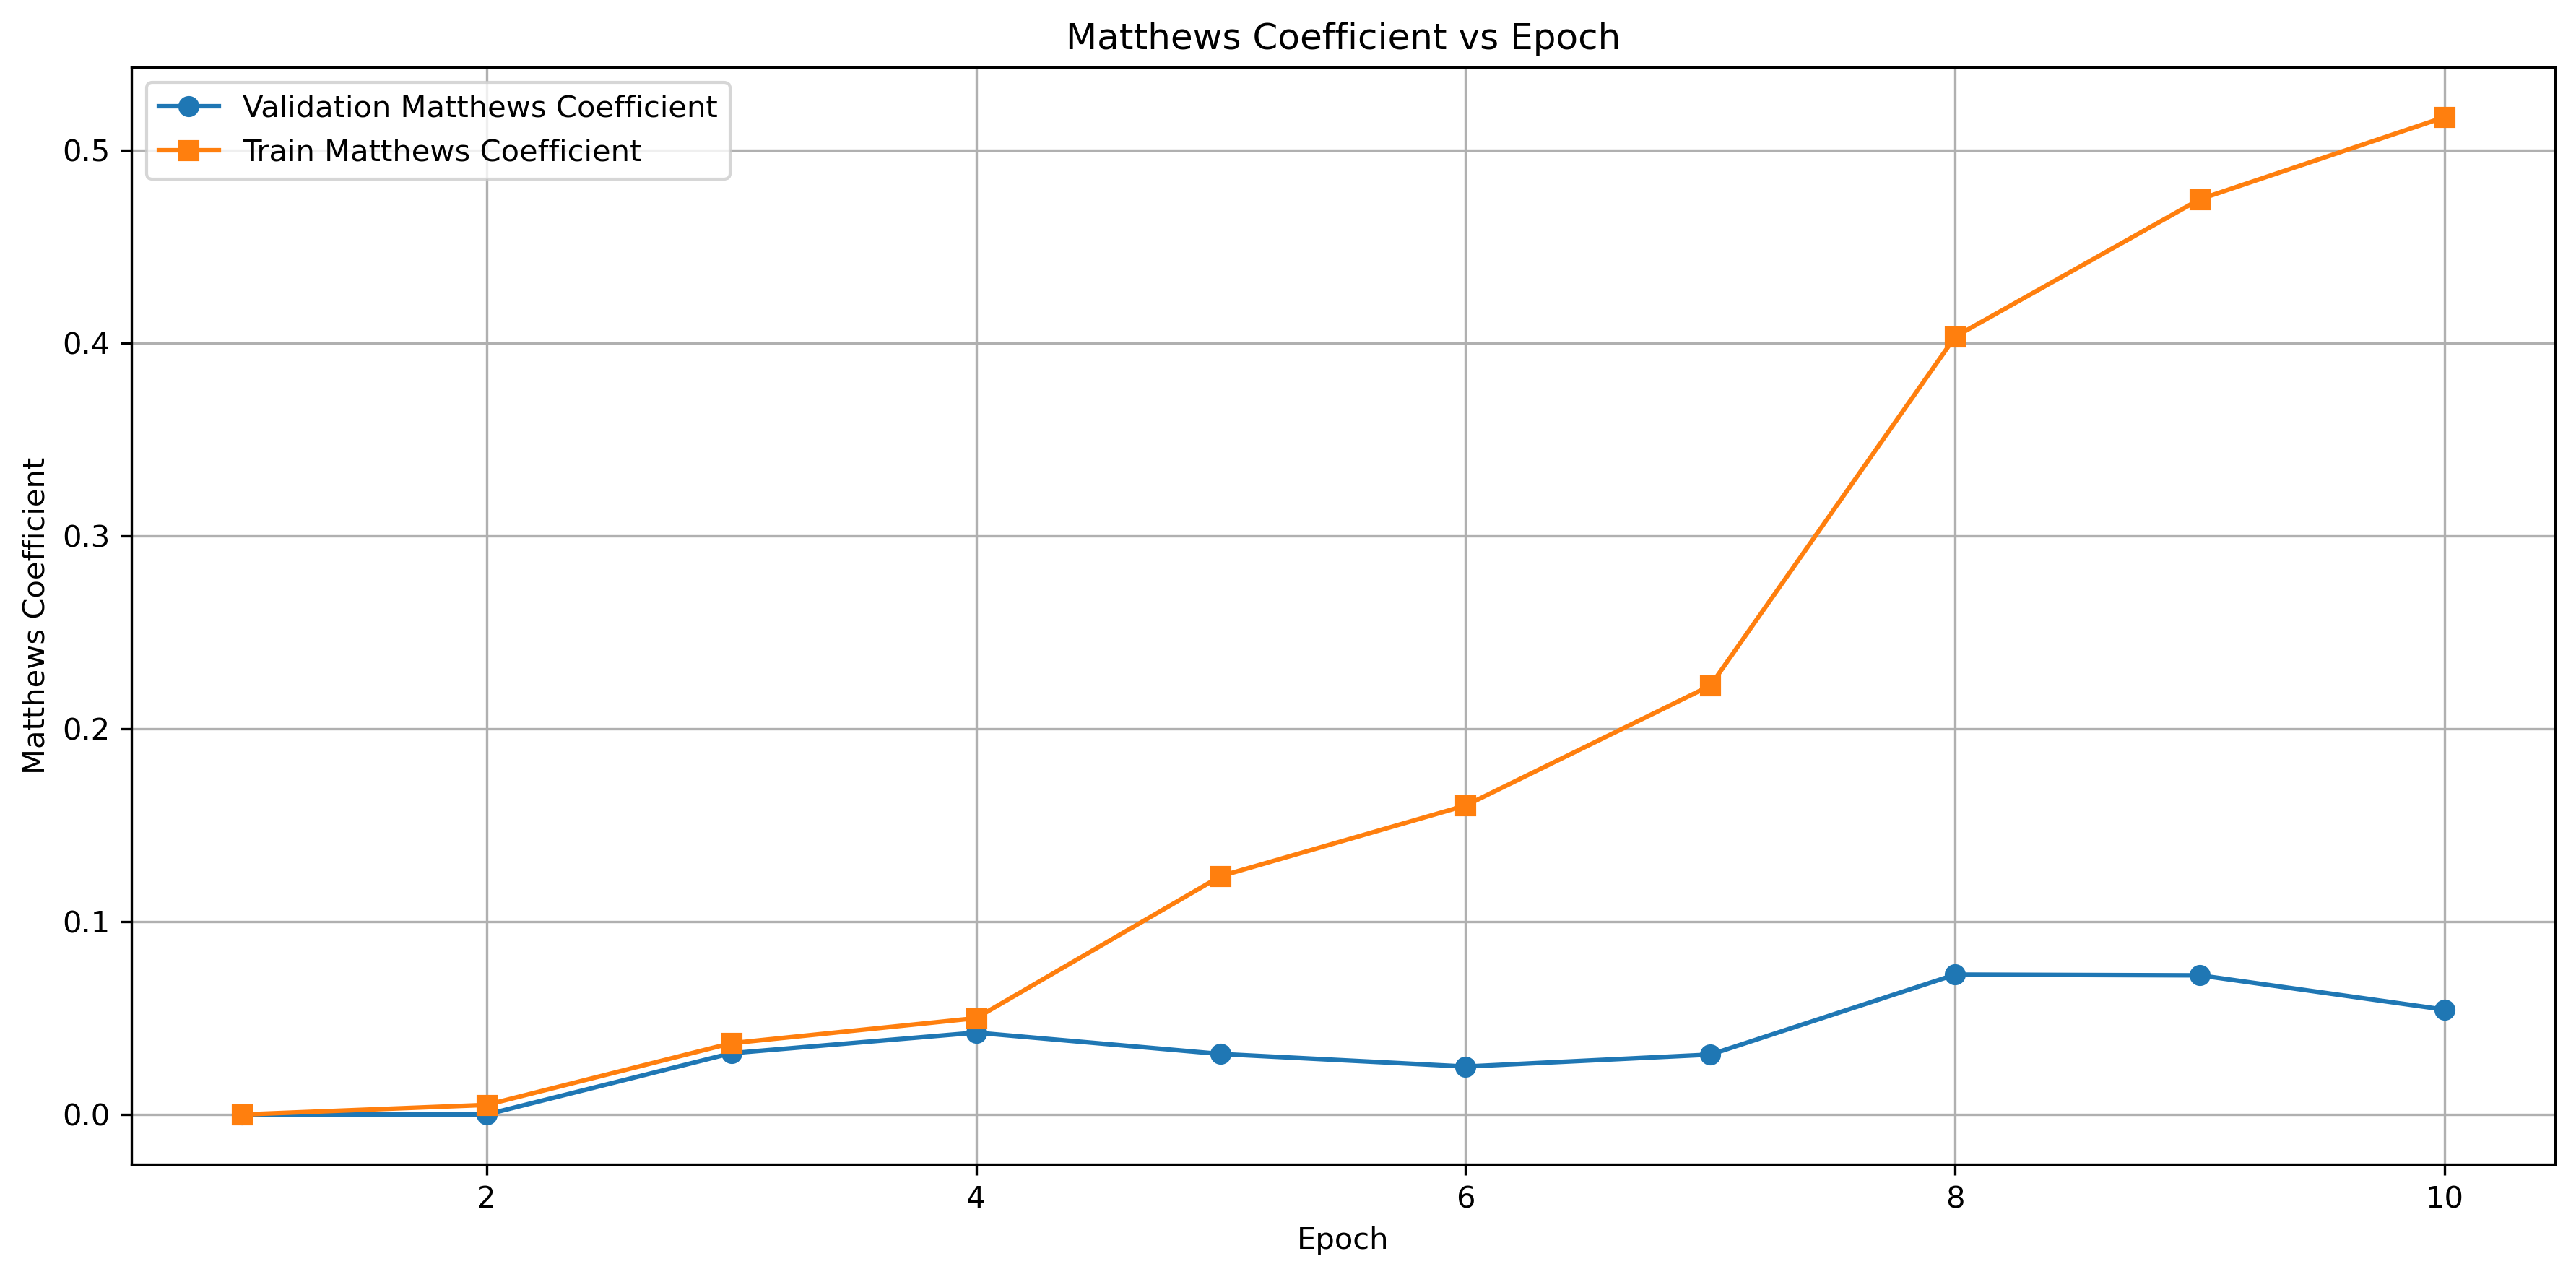 Matthews Coefficient vs Epoch
Validation Matthews Coefficient
Train Matthews Coefficient
Matthews Coefficient
0.5
0.4
0.3
0.2
0.1
0.0
2 4 6 8 10
Epoch